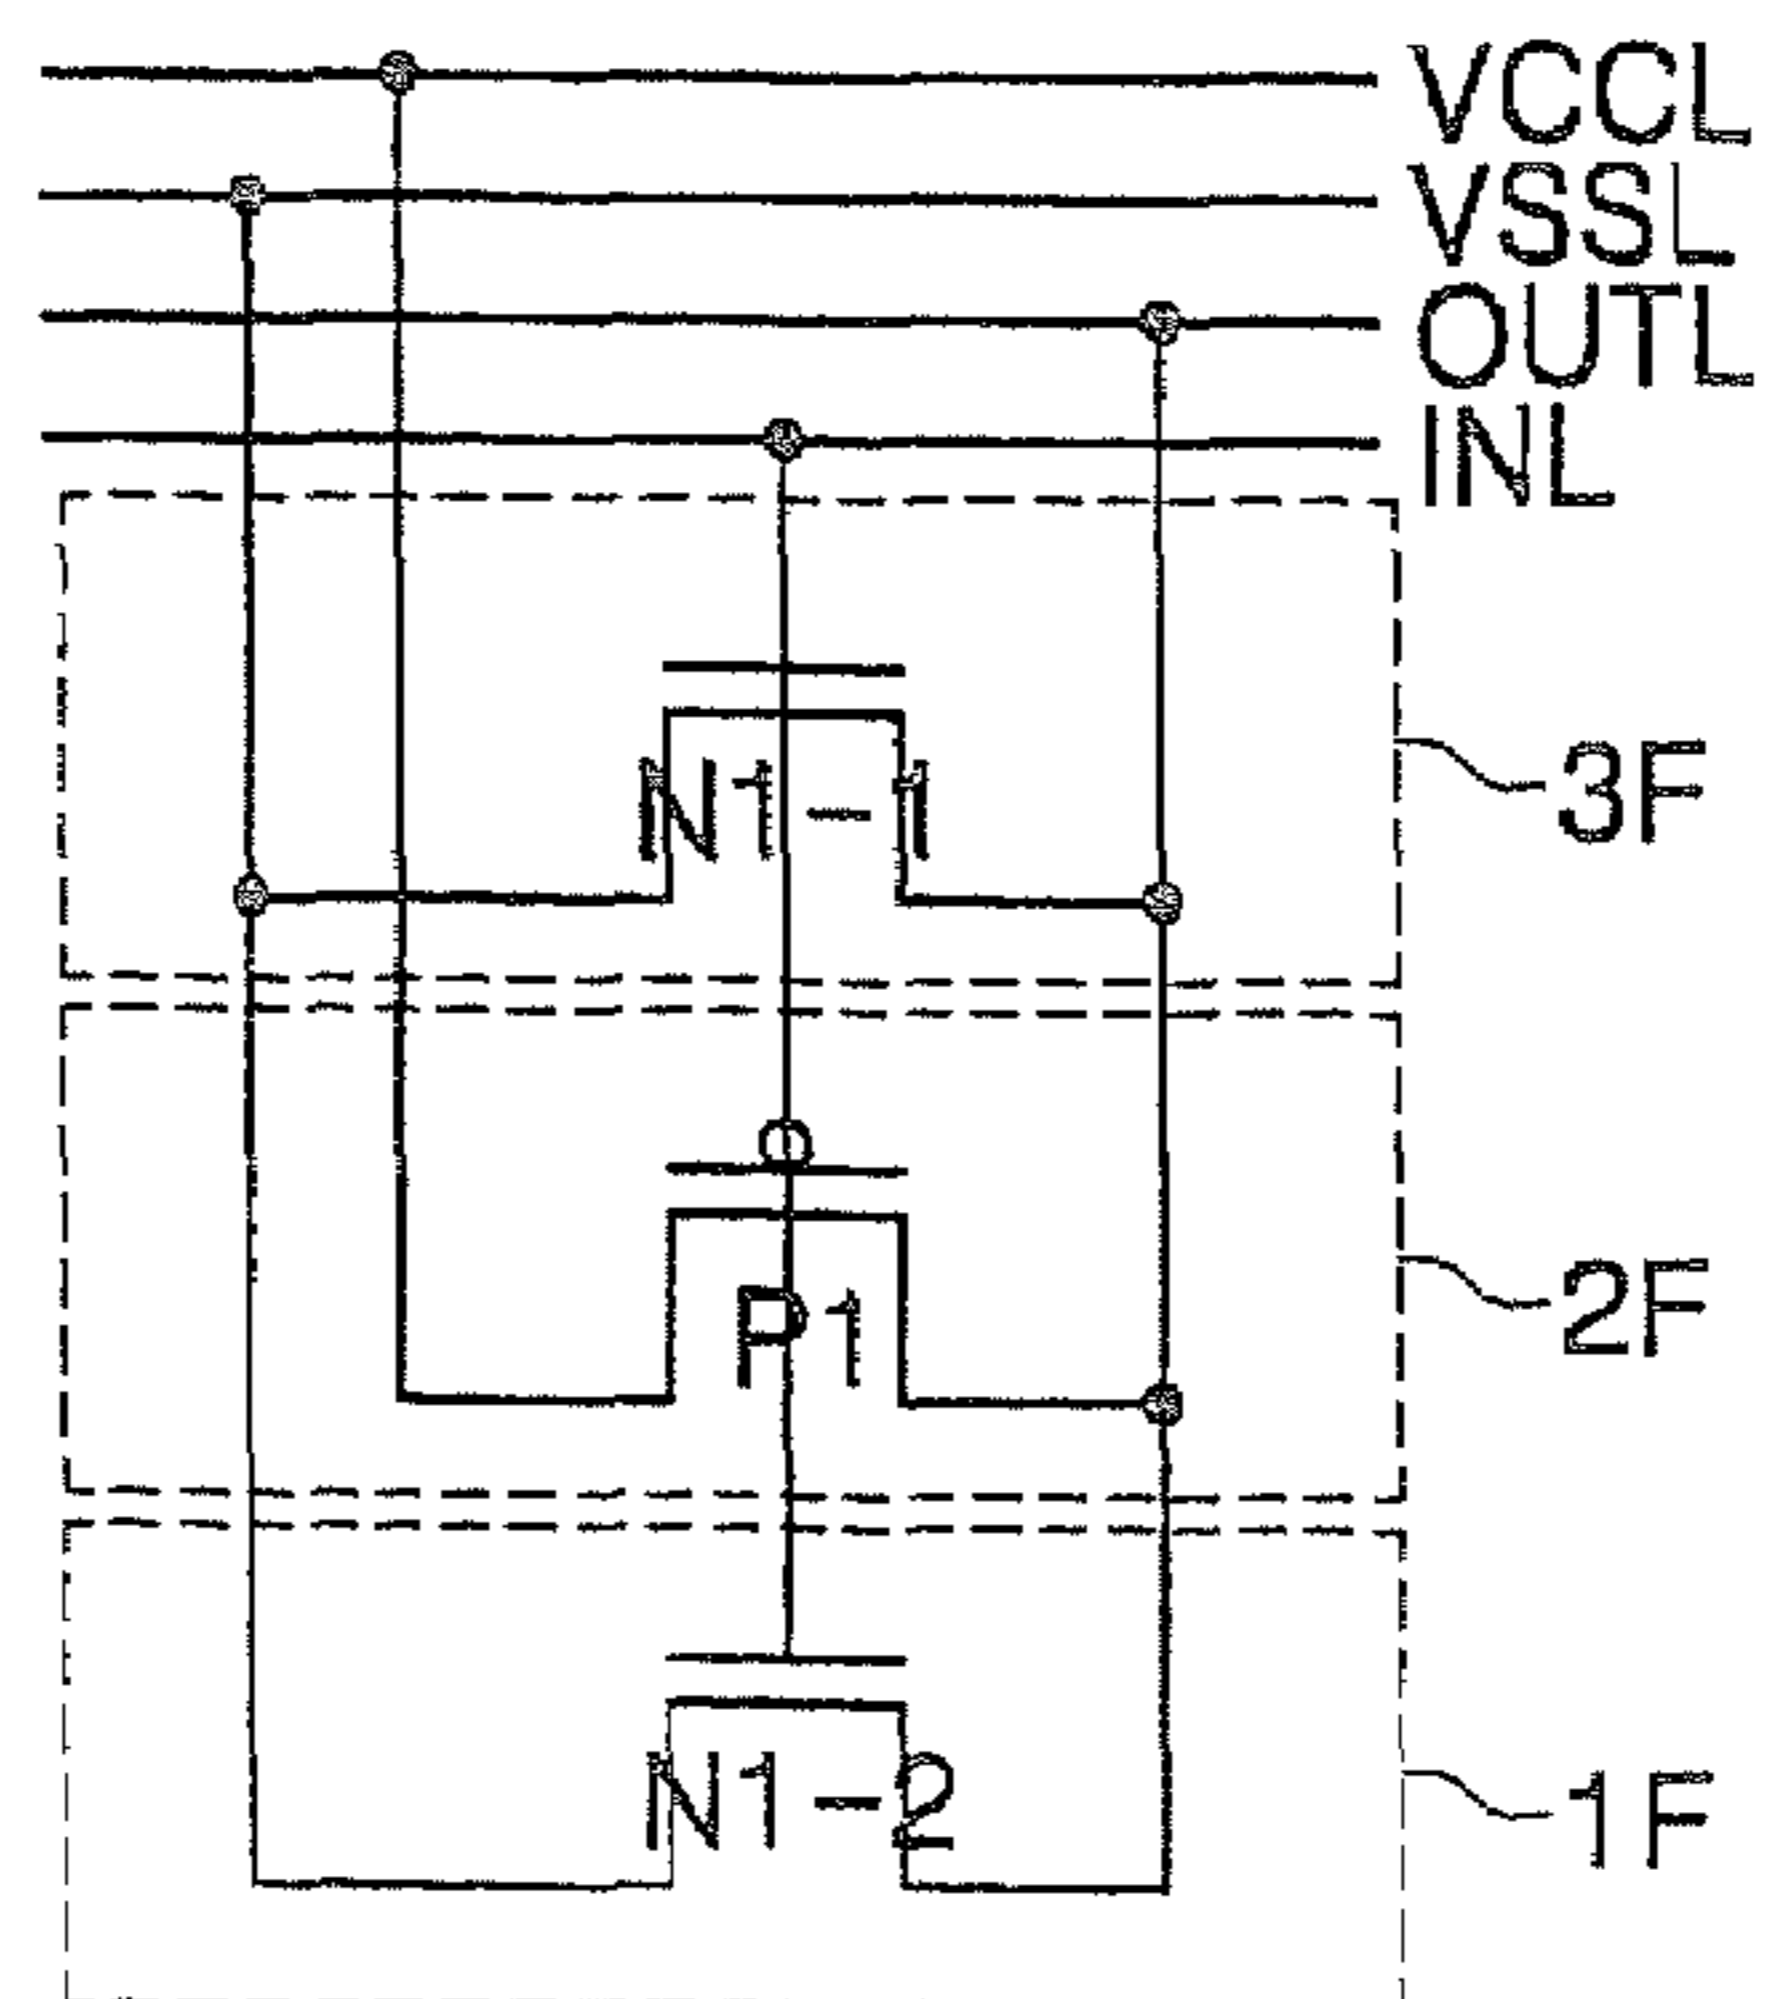 VCCL
VSSL
OUTL
INL
N1-1
3F
P1
2F
N1-2
1F